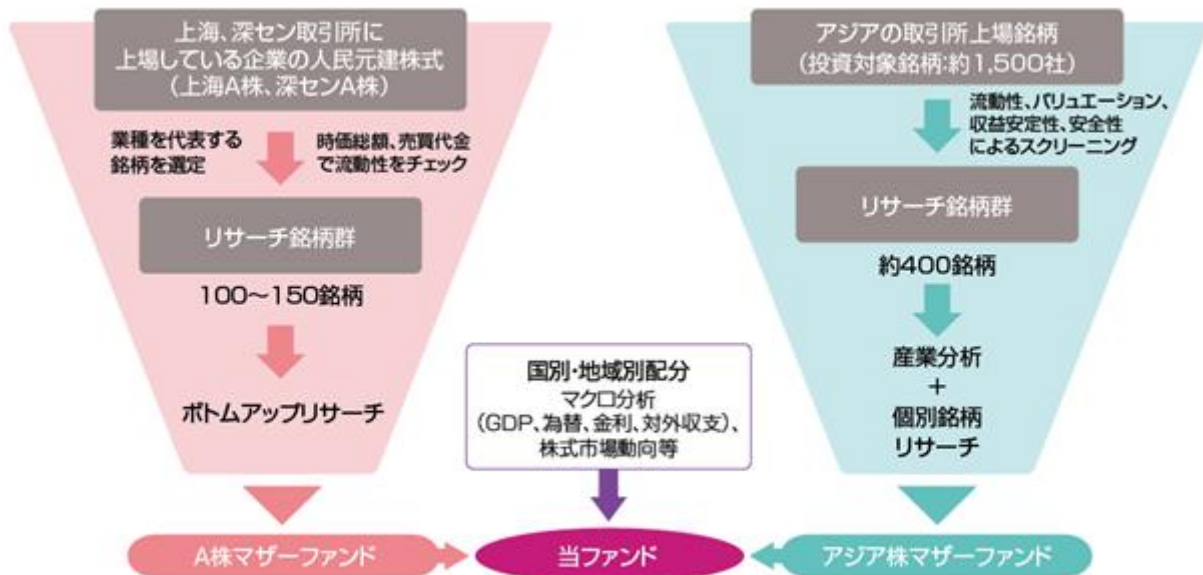 上海、深セン取引所に
上場している企業の人民元建株式
(上海A株、深センA株)
業種を代表する
銘柄を選定
時価総額、売買代金
で流動性をチェック
リサーチ銘柄群
100〜150銘柄
ボトムアップリサーチ
A株マザーファンド
国別・地域別配分
マクロ分析
(GDP、為替、金利、対外収支)、
株式市場動向等
当ファンド
アジアの取引所上場銘柄
(投資対象銘柄:約1,500社)
流動性、バリュエーション、
収益安定性、安全性
によるスクリーニング
リサーチ銘柄群
約400銘柄
産業分析
+
個別銘柄
リサーチ
アジア株マザーファンド